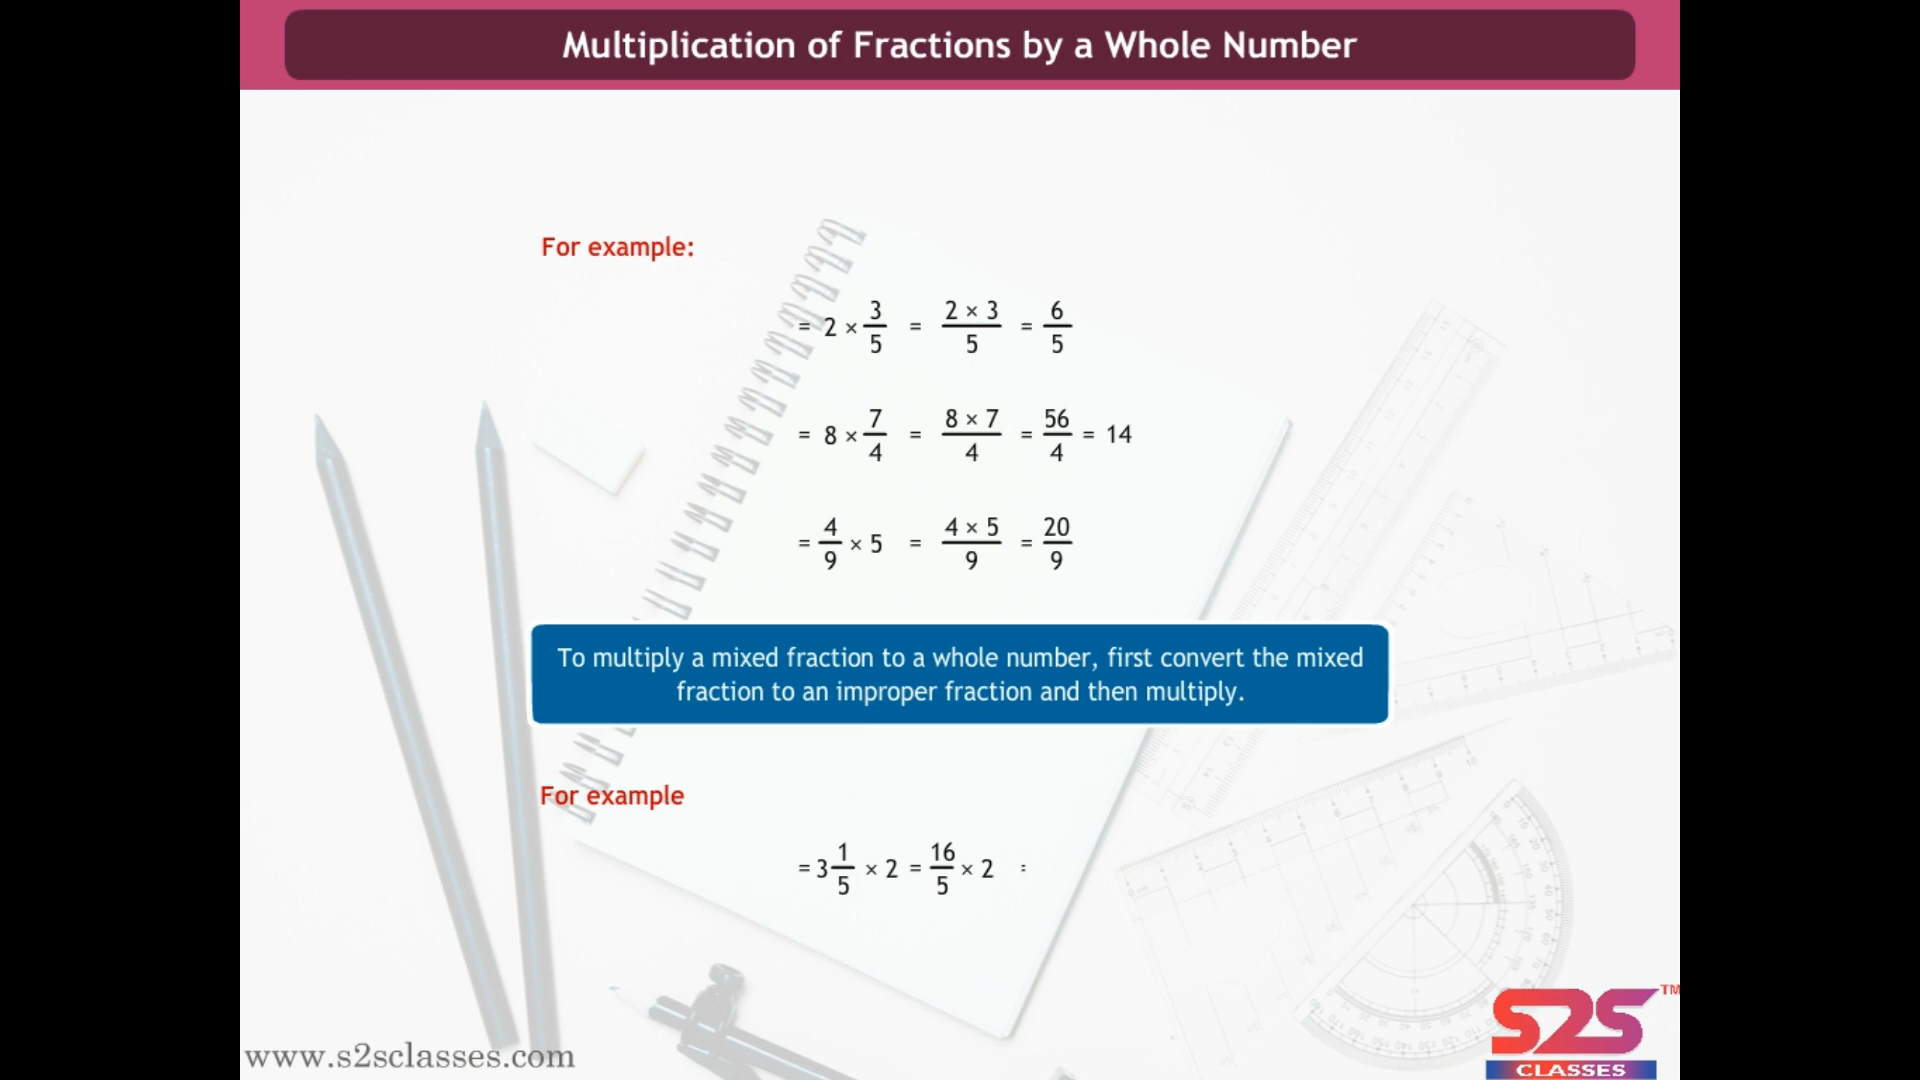 Multiplication of Fractions by a Whole Number
For example:
= 2 × 3/5 = 2 × 3/5 = 6/5
= 8 × 7/4 = 8 × 7/4 = 56/4 = 14
= 4/9 × 5 = 4 × 5/9 = 20/9
To multiply a mixed fraction to a whole number, first convert the mixed
fraction to an improper fraction and then multiply.
For example
= 3 1/5 × 2 = 16/5 × 2 =
www.s2sclasses.com
S2S TM
CLASSES